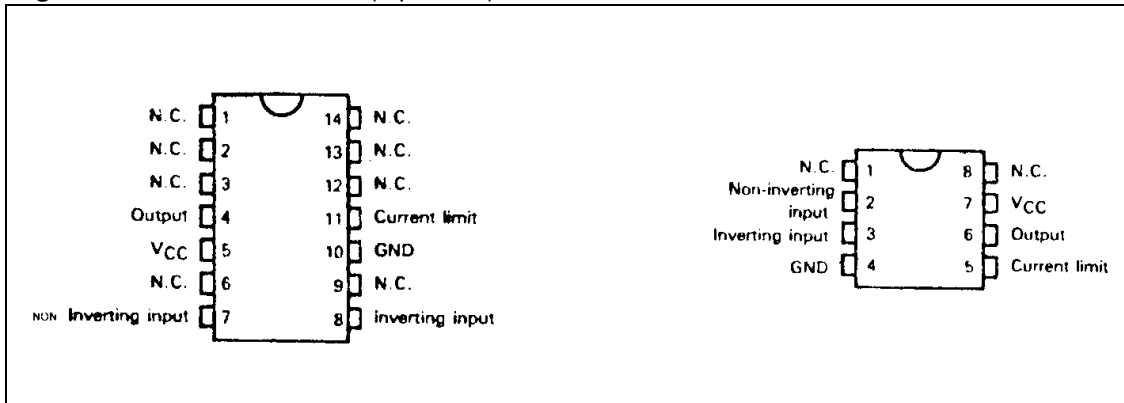 N.C. 1 14 N.C.
N.C. 2 13 N.C.
N.C. 3 12 N.C.
Output 4 11 Current limit
VCC 5 10 GND
N.C. 6 9 N.C.
NON Inverting input 7 8 inverting input
N.C. 1 8 N.C.
Non-inverting
input 2 7 VCC
Inverting input 3 6 Output
GND 4 5 Current limit